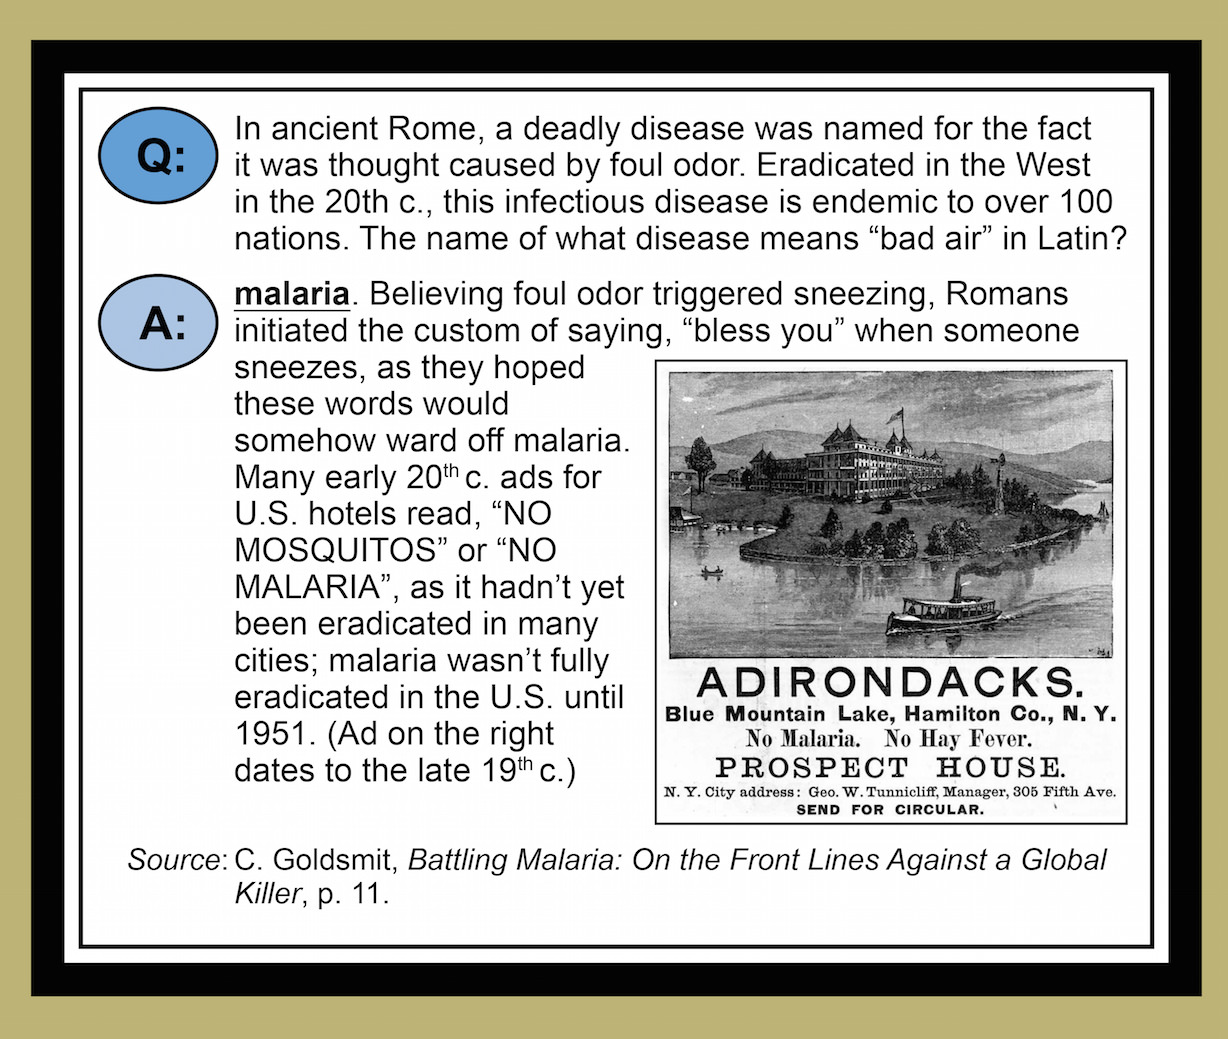 Q:
In ancient Rome, a deadly disease was named for the fact
it was thought caused by foul odor. Eradicated in the West
in the 20th c., this infectious disease is endemic to over 100
nations. The name of what disease means “bad air” in Latin?
A:
malaria. Believing foul odor triggered sneezing, Romans
initiated the custom of saying, “bless you” when someone
sneezes, as they hoped
these words would
somehow ward off malaria.
Many early 20th c. ads for
U.S. hotels read, “NO
MOSQUITOS” or “NO
MALARIA”, as it hadn’t yet
been eradicated in many
cities; malaria wasn’t fully
eradicated in the U.S. until
1951. (Ad on the right
dates to the late 19th c.)
ADIRONDACKS.
Blue Mountain Lake, Hamilton Co., N. Y.
No Malaria. No Hay Fever.
PROSPECT HOUSE.
N. Y. City address: Geo. W. Tunnicliff, Manager, 305 Fifth Ave.
SEND FOR CIRCULAR.
Source: C. Goldsmit, Battling Malaria: On the Front Lines Against a Global
Killer, p. 11.